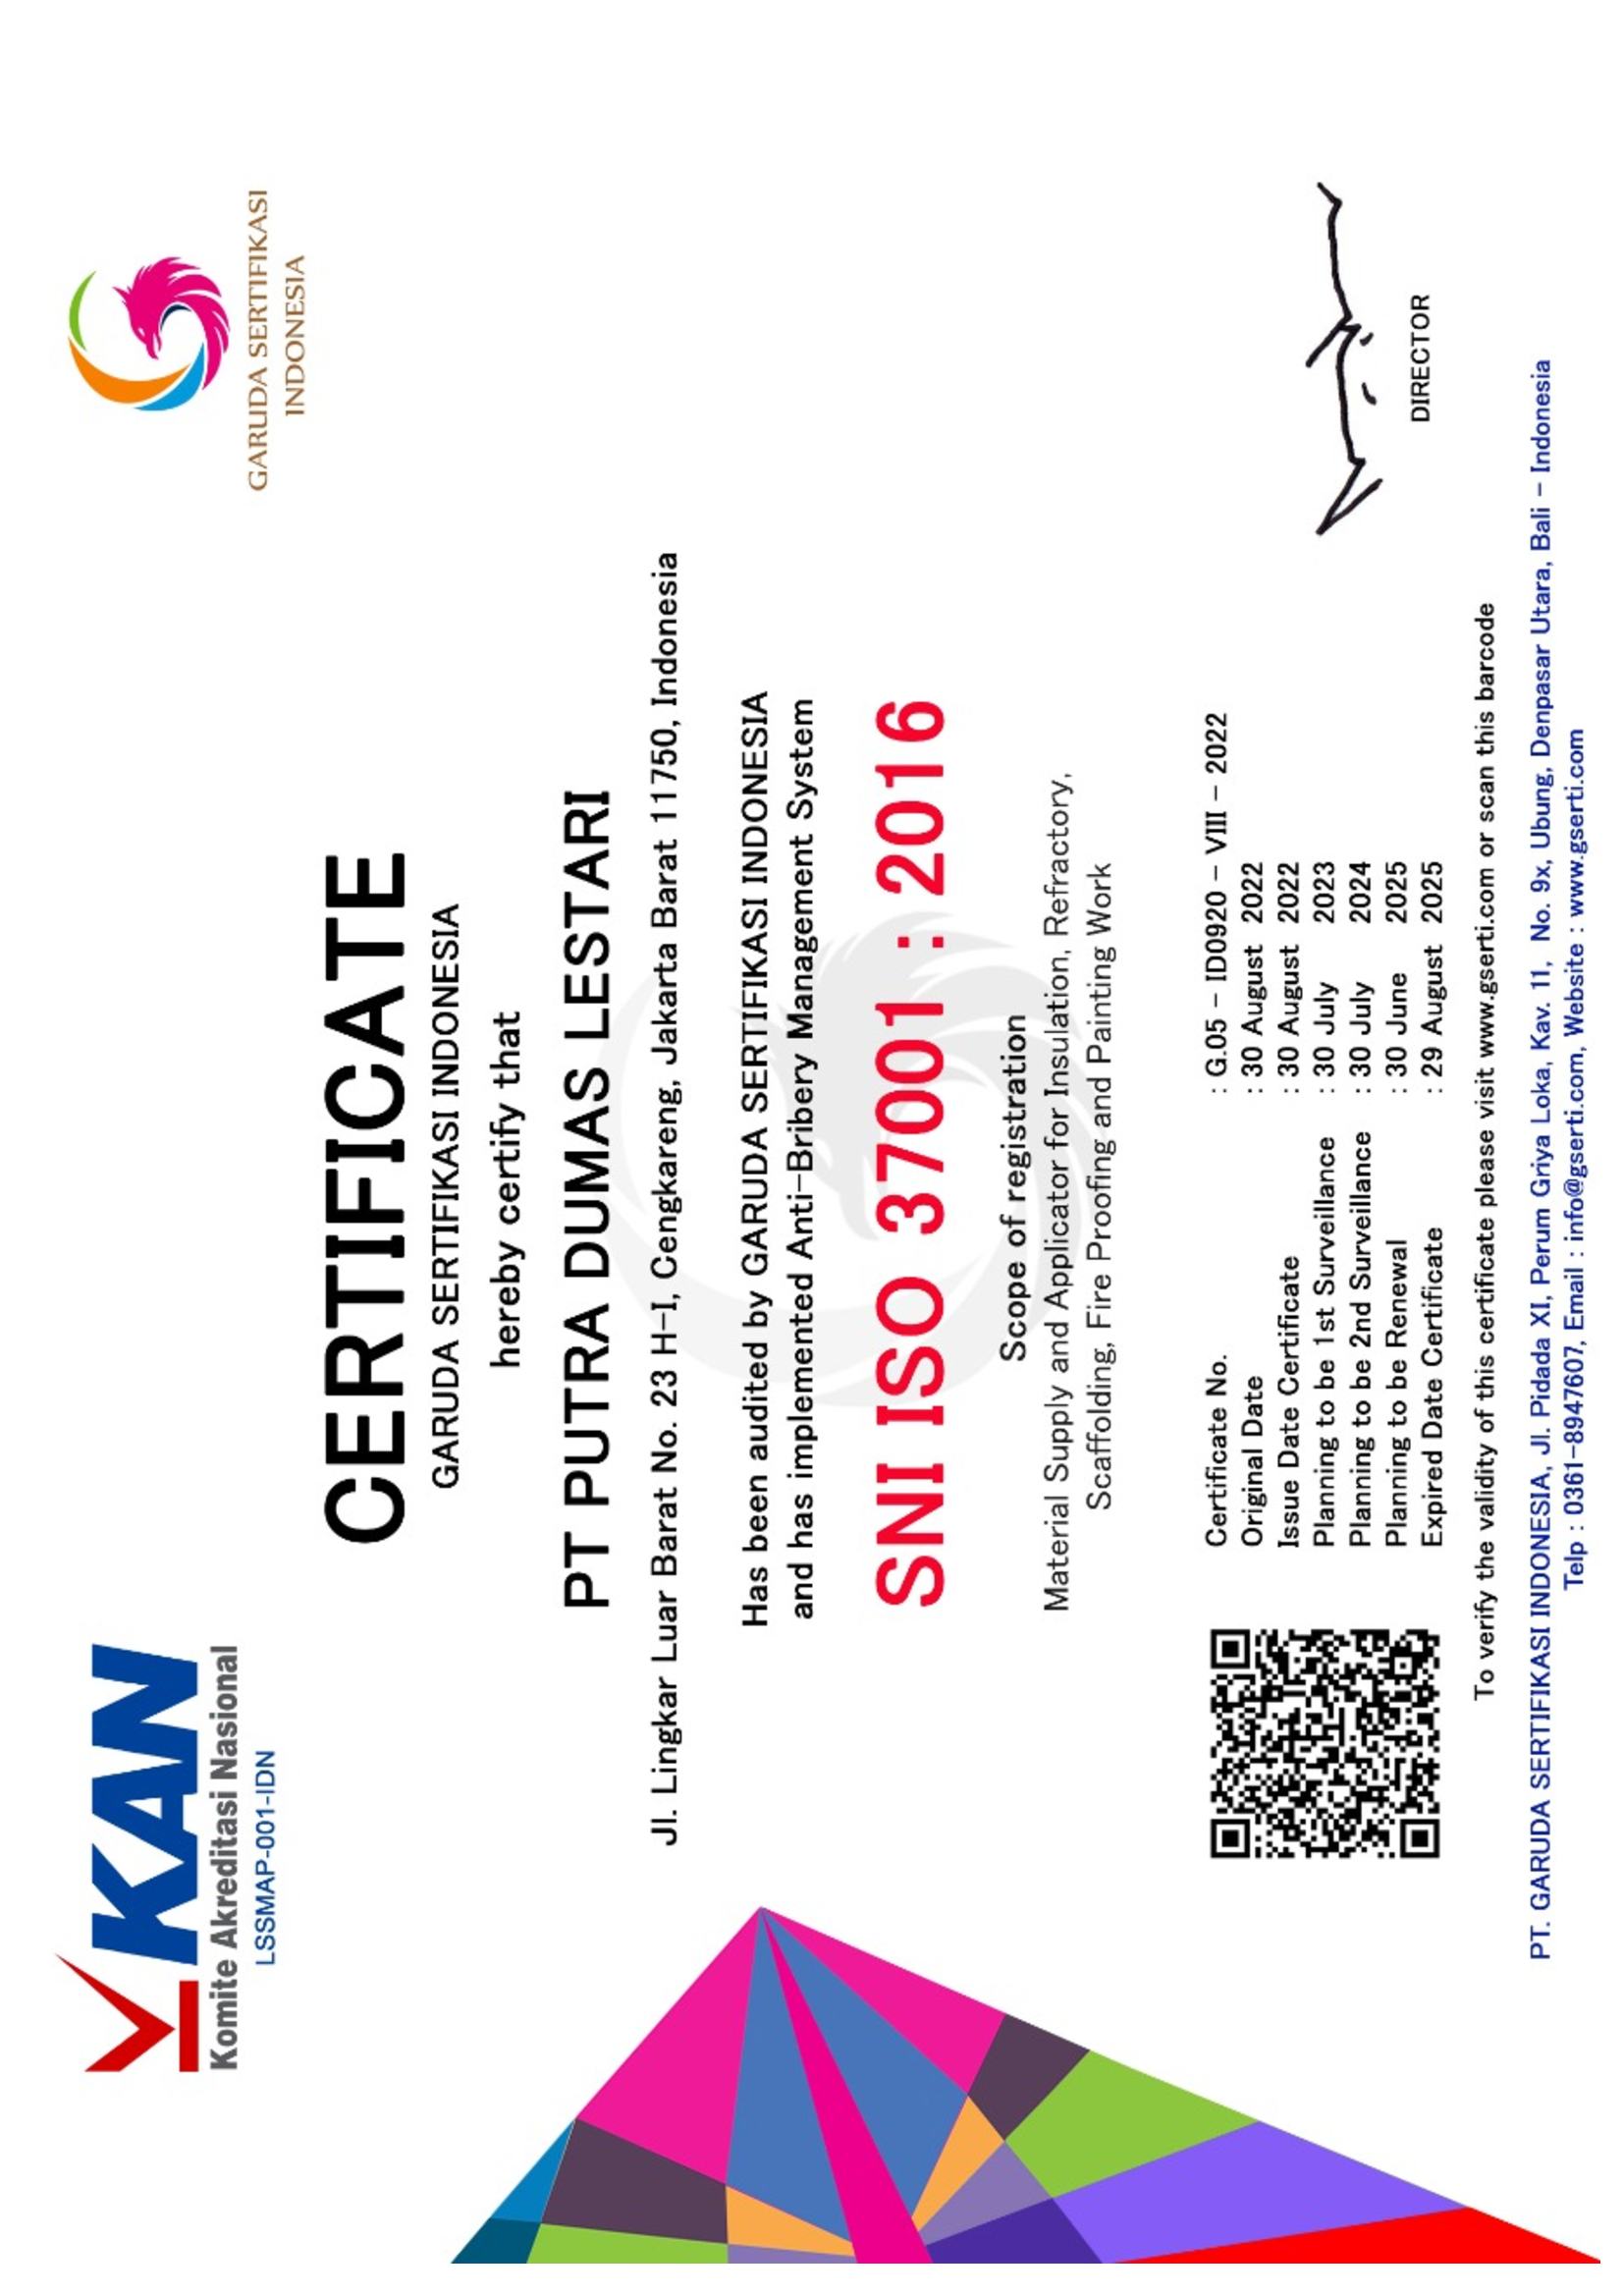 KAN
Komite Akreditasi Nasional
LSSMAP-001-IDN
GARUDA SERTIFIKASI
INDONESIA
CERTIFICATE
GARUDA SERTIFIKASI INDONESIA
hereby certify that
PT PUTRA DUMAS LESTARI
Jl. Lingkar Luar Barat No. 23 H-I, Cengkareng, Jakarta Barat 11750, Indonesia
Has been audited by GARUDA SERTIFIKASI INDONESIA
and has implemented Anti-Bribery Management System
SNI ISO 37001 : 2016
Scope of registration
Material Supply and Applicator for Insulation, Refractory,
Scaffolding, Fire Proofing and Painting Work
Certificate No. : G.05 - ID0920 - VIII - 2022
Original Date : 30 August 2022
Issue Date Certificate : 30 August 2022
Planning to be 1st Surveillance : 30 July 2023
Planning to be 2nd Surveillance : 30 July 2024
Planning to be Renewal : 30 June 2025
Expired Date Certificate : 29 August 2025
DIRECTOR
To verify the validity of this certificate please visit www.gserti.com or scan this barcode
PT. GARUDA SERTIFIKASI INDONESIA, Jl. Pidada XI, Perum Griya Loka, Kav. 11, No. 9x, Ubung, Denpasar Utara, Bali - Indonesia
Telp : 0361-8947607, Email : info@gserti.com, Website : www.gserti.com